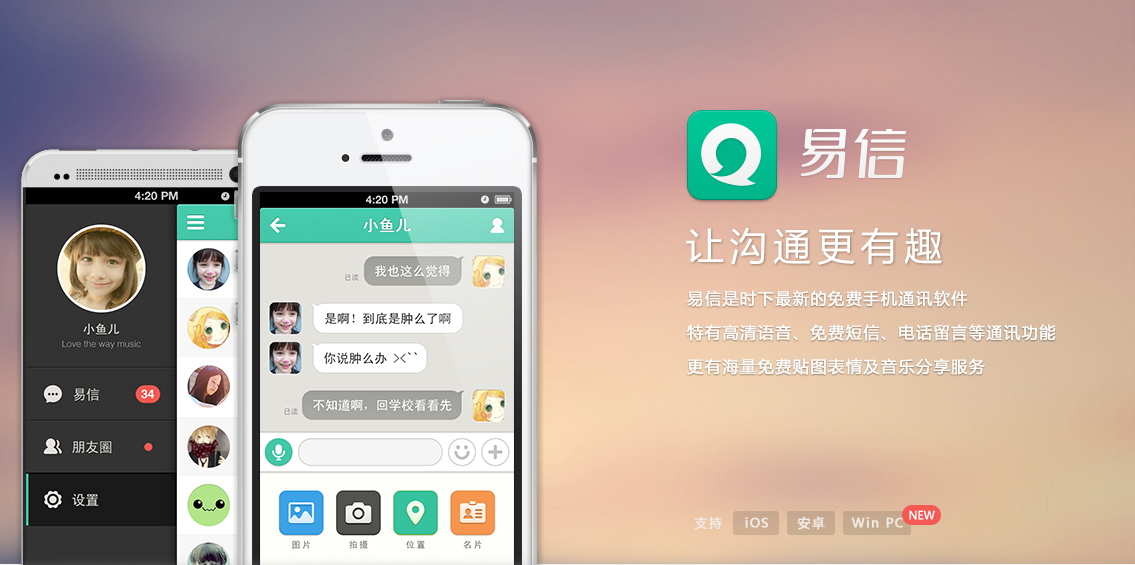 4:20 PM
小鱼儿
Love the way music
易信
34
朋友圈
设置
4:20 PM
小鱼儿
我也这么觉得
已读
是啊！到底是肿么了啊
你说肿么办 ><``
不知道啊，回学校看看先
已读
图片
拍摄
位置
名片
易信
让沟通更有趣
易信是时下最新的免费手机通讯软件
特有高清语音、免费短信、电话留言等通讯功能
更有海量免费贴图表情及音乐分享服务
支持 iOS 安卓 Win PC NEW